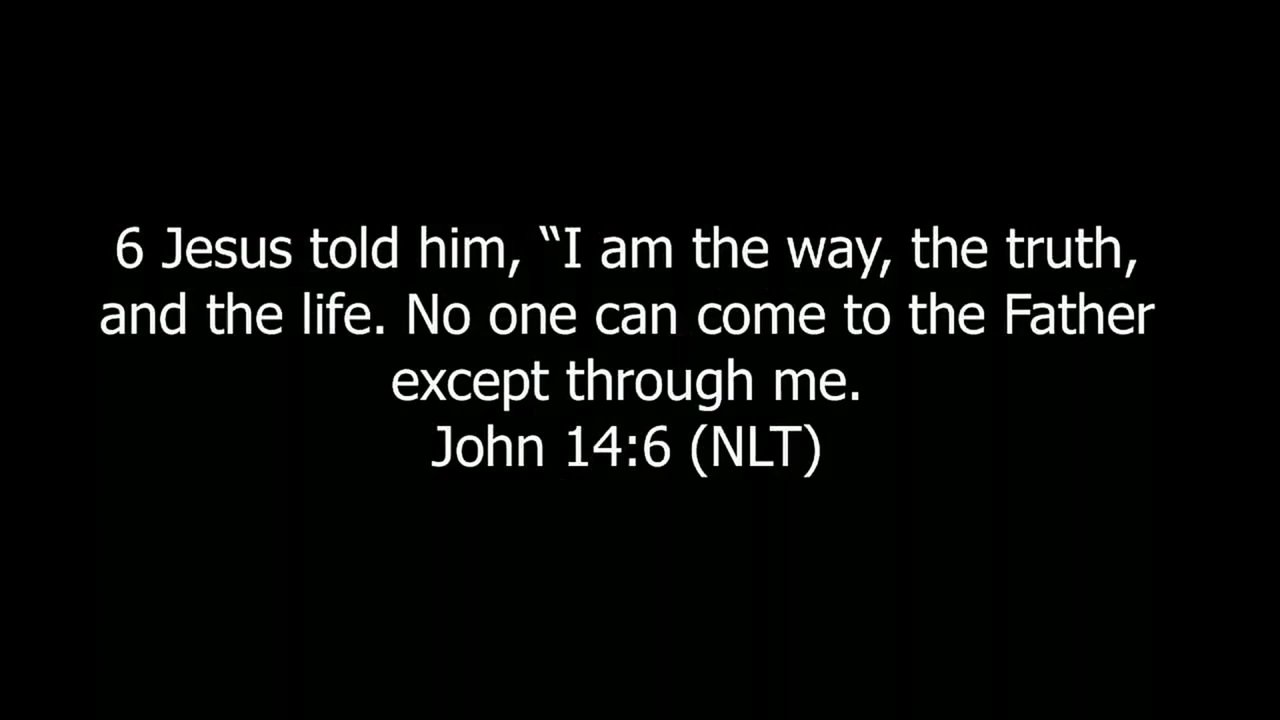 6 Jesus told him, “I am the way, the truth,
and the life. No one can come to the Father
except through me.
John 14:6 (NLT)